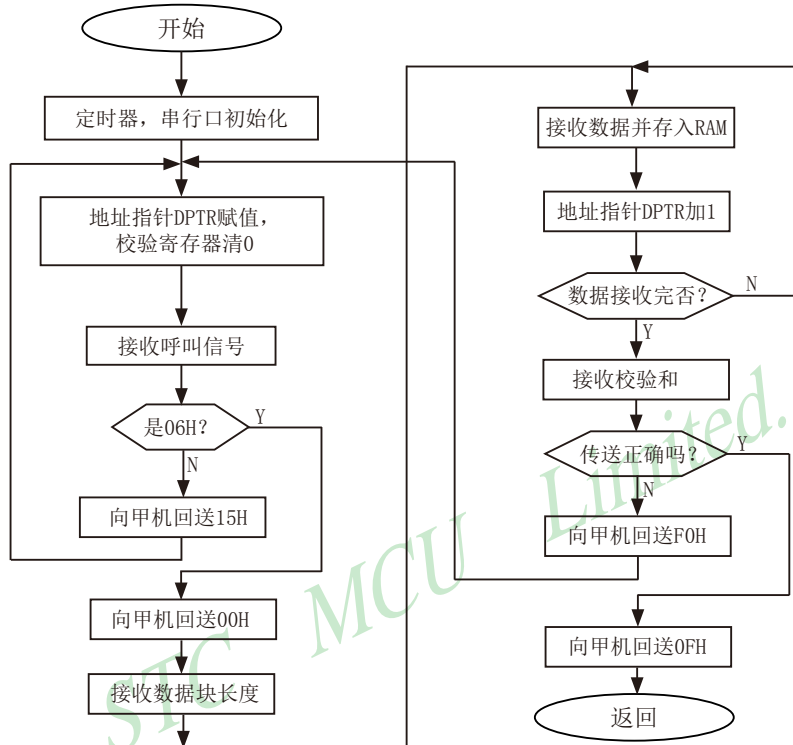 开始
定时器，串行口初始化
地址指针DPTR赋值，
校验寄存器清0
接收呼叫信号
是06H？
Y
N
向甲机回送15H
向甲机回送00H
接收数据块长度
接收数据并存入RAM
地址指针DPTR加1
数据接收完否？
N
Y
接收校验和
传送正确吗？
Y
N
向甲机回送F0H
向甲机回送0FH
返回
STC MCU Limited.